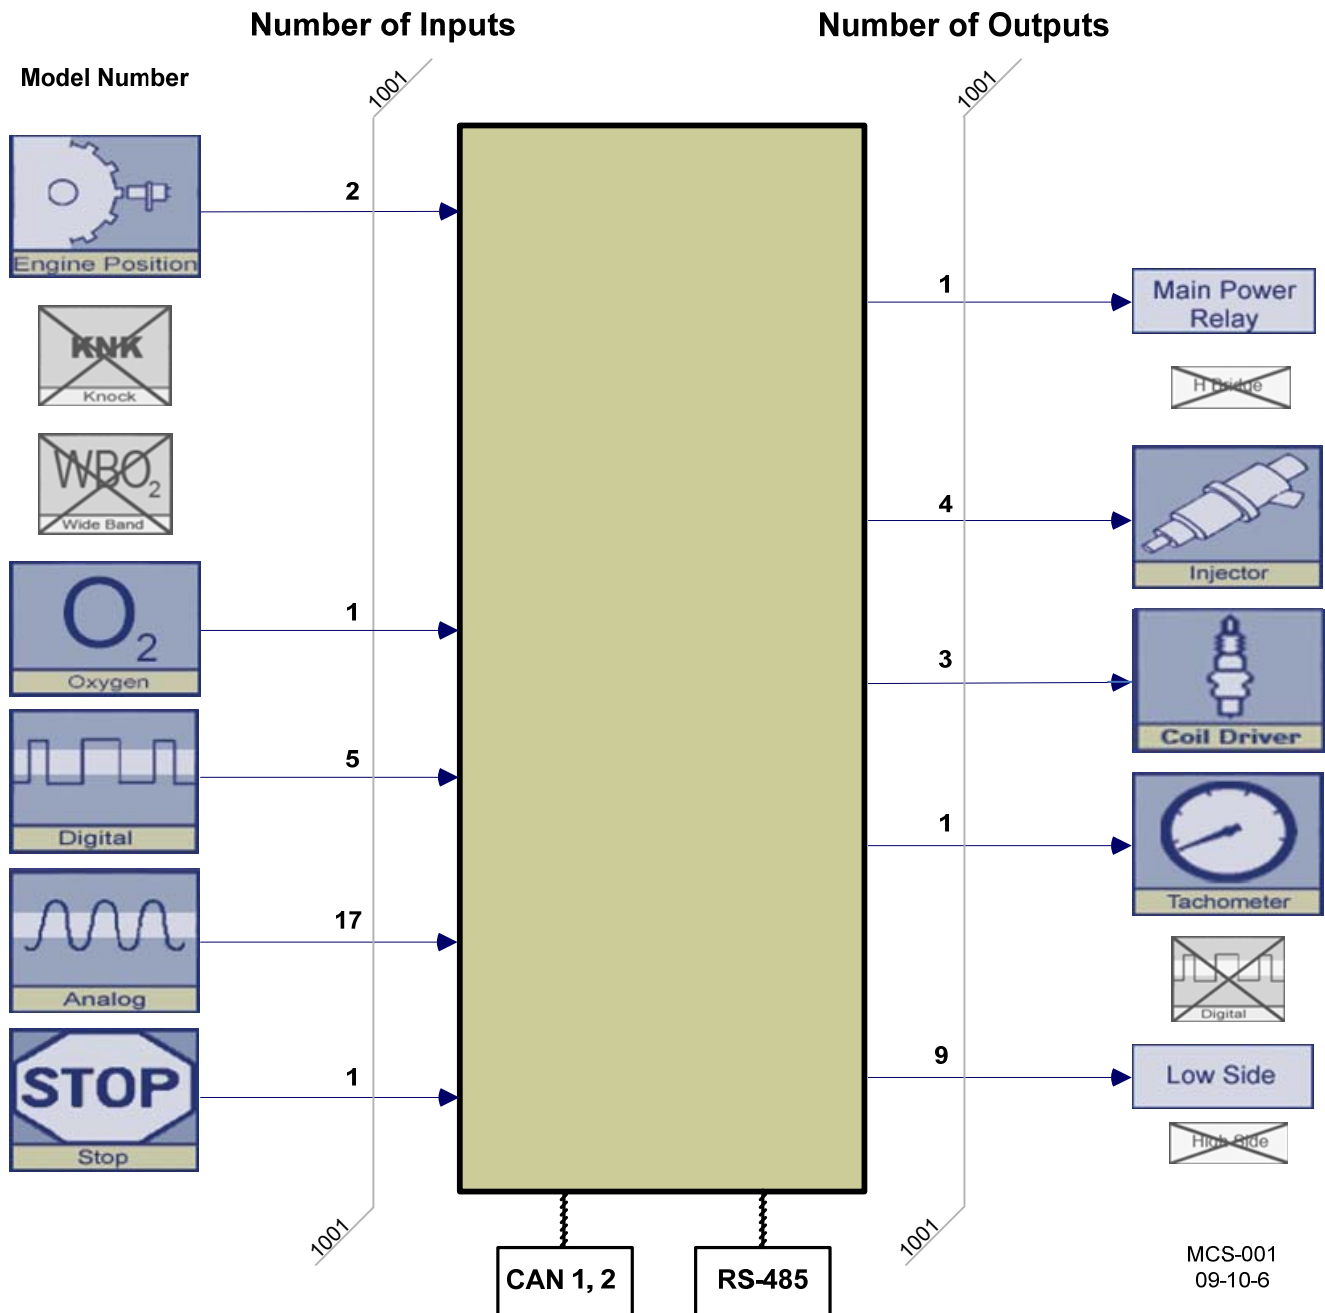 Number of Inputs
Number of Outputs
Model Number
1001
1001
Engine Position
2
KNK
Knock
WBO2
Wide Band
O2
Oxygen
1
Digital
5
Analog
17
STOP
Stop
1
1
Main Power
Relay
H Bridge
4
Injector
3
Coil Driver
1
Tachometer
Digital
9
Low Side
High Side
1001
1001
CAN 1, 2
RS-485
MCS-001
09-10-6